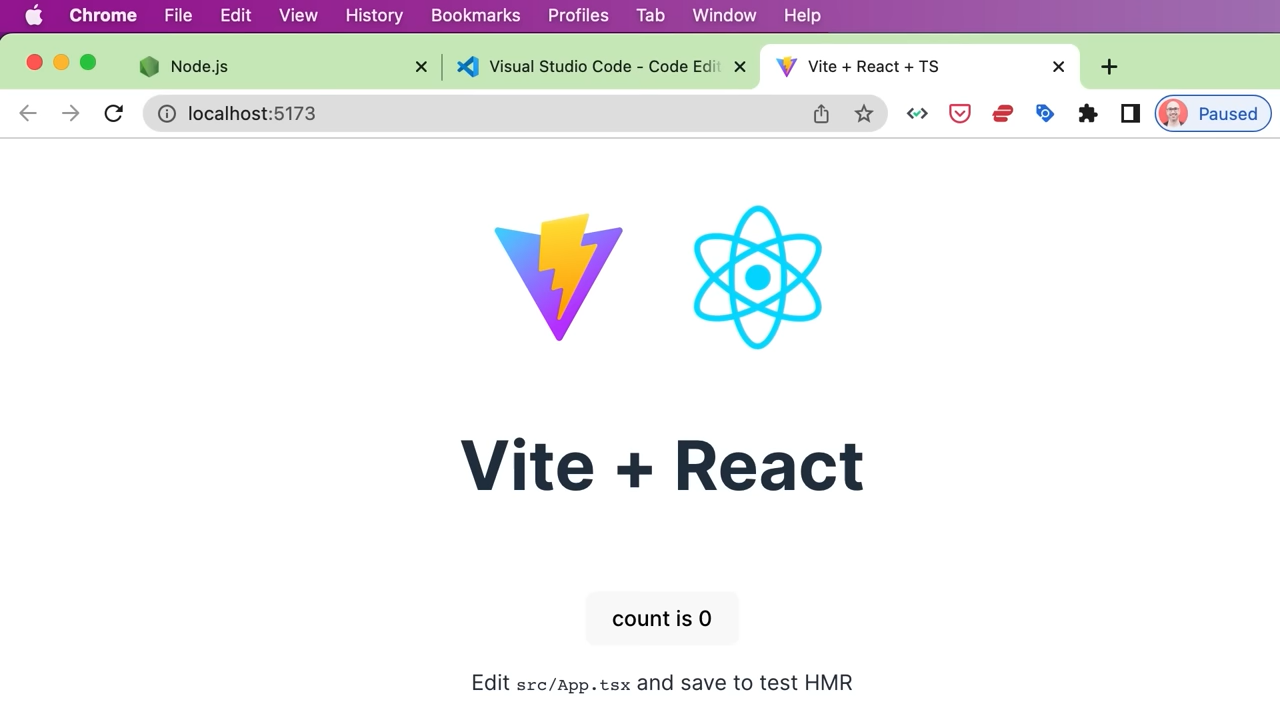 Chrome File Edit View History Bookmarks Profiles Tab Window Help
Node.js Visual Studio Code - Code Edit Vite + React + TS
localhost:5173 Paused
Vite + React
count is 0
Edit src/App.tsx and save to test HMR